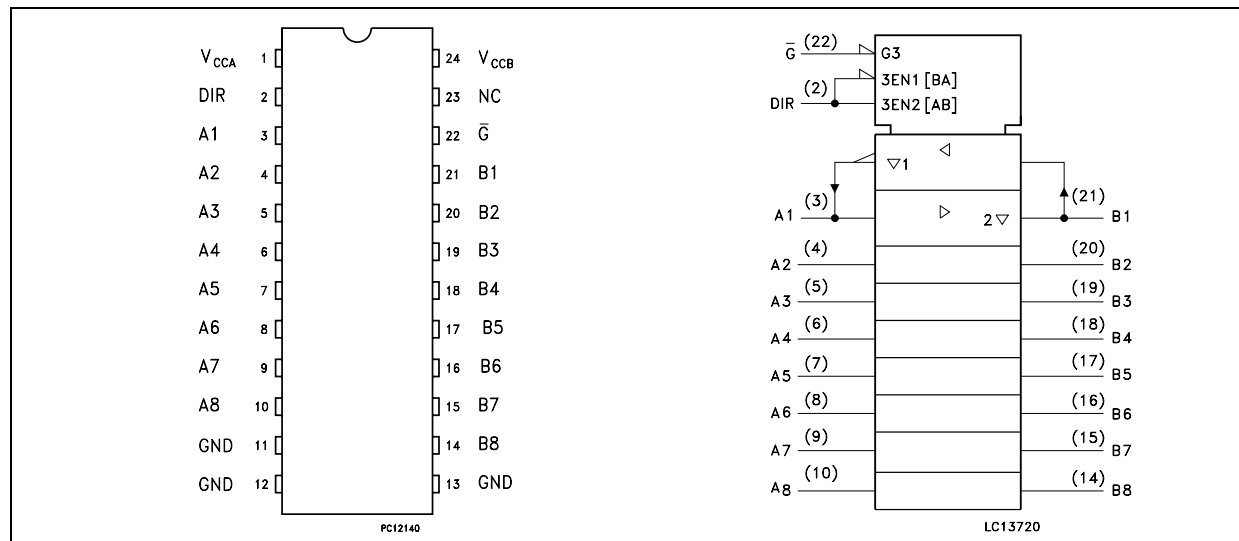 V_CCA 1 24 V_CCB
DIR 2 23 NC
A1 3 22 G̅
A2 4 21 B1
A3 5 20 B2
A4 6 19 B3
A5 7 18 B4
A6 8 17 B5
A7 9 16 B6
A8 10 15 B7
GND 11 14 B8
GND 12 13 GND
PC12140
G̅ (22) G3
3EN1 [BA]
DIR (2) 3EN2 [AB]
1
A1 (3) 2 (21) B1
A2 (4) (20) B2
A3 (5) (19) B3
A4 (6) (18) B4
A5 (7) (17) B5
A6 (8) (16) B6
A7 (9) (15) B7
A8 (10) (14) B8
LC13720